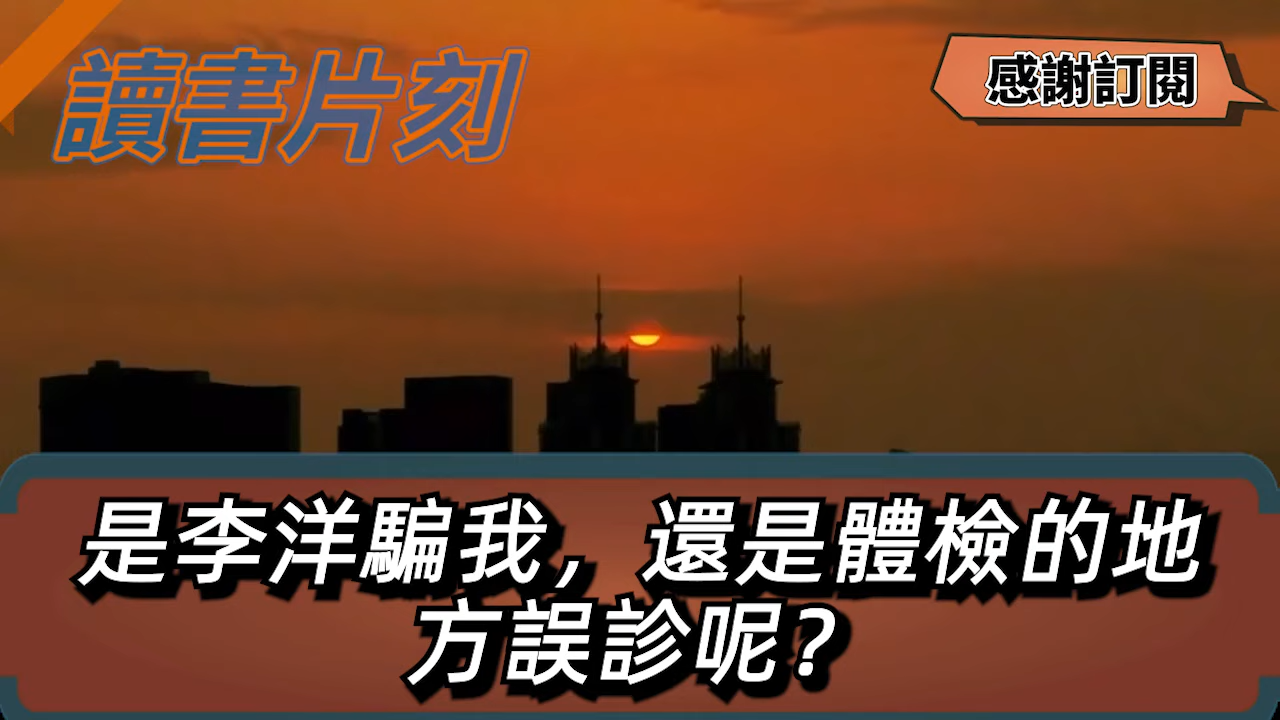 讀書片刻
感謝訂閱
是李洋騙我，還是體檢的地
方誤診呢？